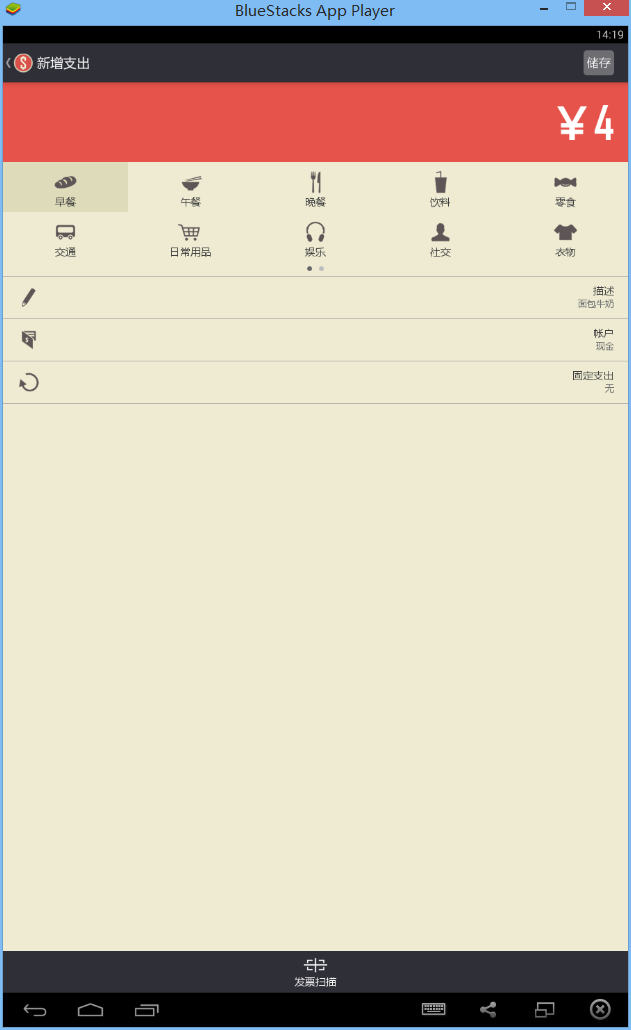 BlueStacks App Player
14:19
新增支出
储存
¥4
早餐
午餐
晚餐
饮料
零食
交通
日常用品
娱乐
社交
衣物
描述
面包牛奶
帐户
现金
固定支出
无
发票扫描